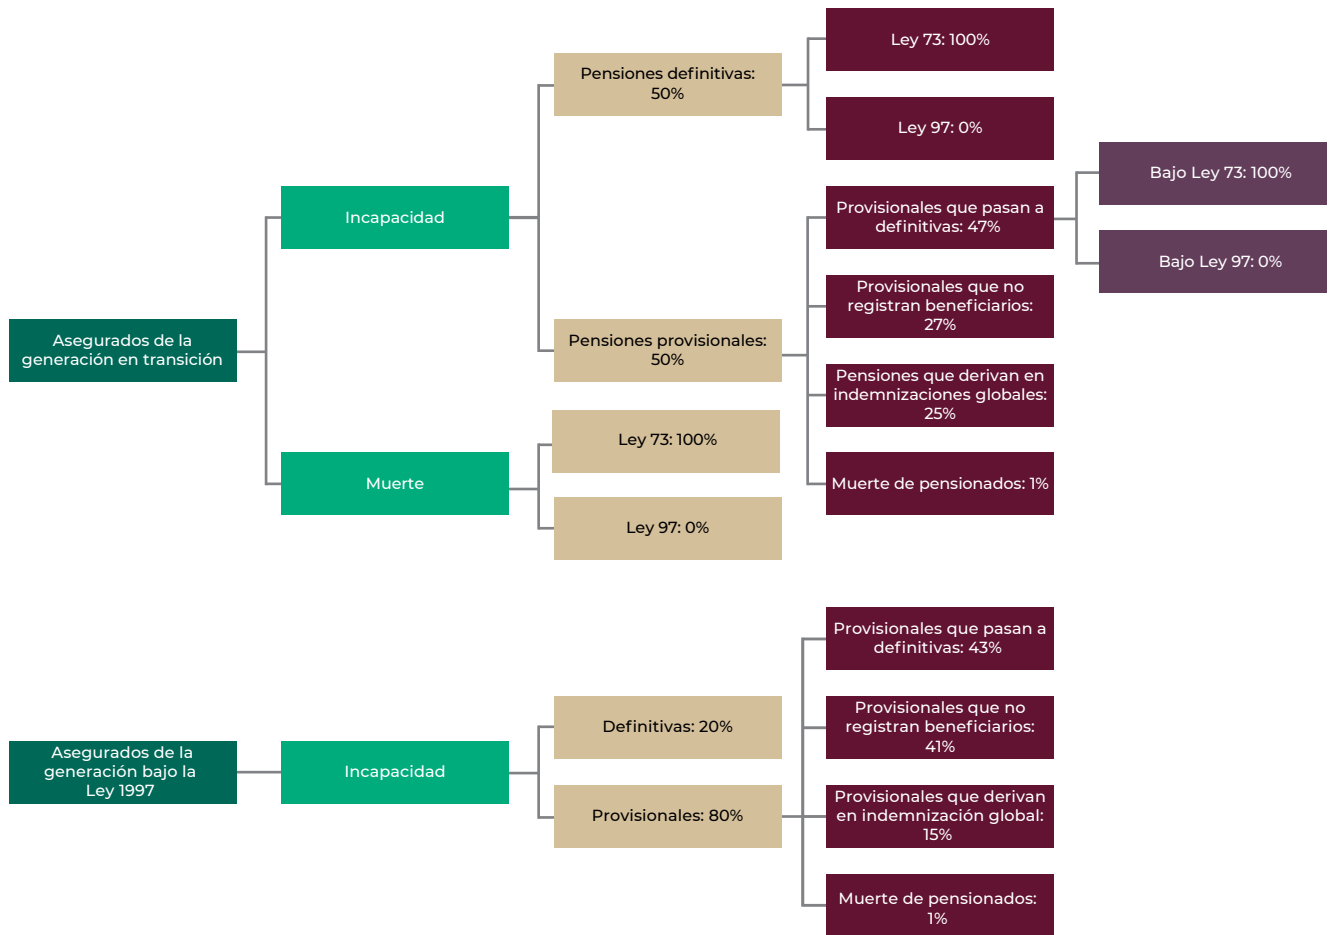 Asegurados de la
generación en transición
Incapacidad
Pensiones definitivas:
50%
Ley 73: 100%
Ley 97: 0%
Pensiones provisionales:
50%
Provisionales que pasan a
definitivas: 47%
Bajo Ley 73: 100%
Bajo Ley 97: 0%
Provisionales que no
registran beneficiarios:
27%
Pensiones que derivan en
indemnizaciones globales:
25%
Muerte de pensionados: 1%
Muerte
Ley 73: 100%
Ley 97: 0%
Asegurados de la
generación bajo la
Ley 1997
Incapacidad
Definitivas: 20%
Provisionales: 80%
Provisionales que pasan a
definitivas: 43%
Provisionales que no
registran beneficiarios:
41%
Provisionales que derivan
en indemnización global:
15%
Muerte de pensionados:
1%